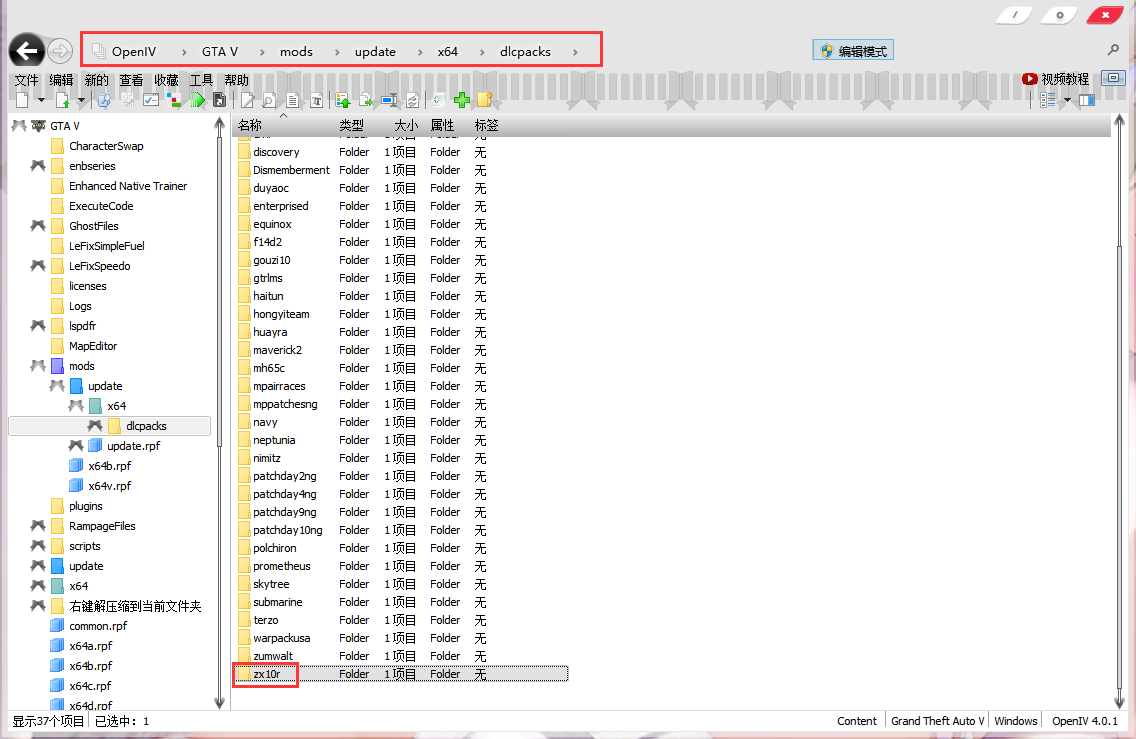 OpenIV GTA V mods update x64 dlcpacks
编辑模式
文件 编辑 新的 查看 收藏 工具 帮助
视频教程
GTA V
CharacterSwap
enbseries
Enhanced Native Trainer
ExecuteCode
GhostFiles
LeFixSimpleFuel
LeFixSpeedo
licenses
Logs
lspdfr
MapEditor
mods
update
x64
dlcpacks
update.rpf
x64b.rpf
x64v.rpf
plugins
RampageFiles
scripts
update
x64
右键解压缩到当前文件夹
common.rpf
x64a.rpf
x64b.rpf
x64c.rpf
x64d.rpf
名称 类型 大小 属性 标签
discovery Folder 1 项目 Folder 无
Dismemberment Folder 1 项目 Folder 无
duyaoc Folder 1 项目 Folder 无
enterprised Folder 1 项目 Folder 无
equinox Folder 1 项目 Folder 无
f14d2 Folder 1 项目 Folder 无
gouzi10 Folder 1 项目 Folder 无
gtrlms Folder 1 项目 Folder 无
haitun Folder 1 项目 Folder 无
hongyiteam Folder 1 项目 Folder 无
huayra Folder 1 项目 Folder 无
maverick2 Folder 1 项目 Folder 无
mh65c Folder 1 项目 Folder 无
mpairraces Folder 1 项目 Folder 无
mppatchesng Folder 1 项目 Folder 无
navy Folder 1 项目 Folder 无
neptunia Folder 1 项目 Folder 无
nimitz Folder 1 项目 Folder 无
patchday2ng Folder 1 项目 Folder 无
patchday4ng Folder 1 项目 Folder 无
patchday9ng Folder 1 项目 Folder 无
patchday10ng Folder 1 项目 Folder 无
polchiron Folder 1 项目 Folder 无
prometheus Folder 1 项目 Folder 无
skytree Folder 1 项目 Folder 无
submarine Folder 1 项目 Folder 无
terzo Folder 1 项目 Folder 无
warpackusa Folder 1 项目 Folder 无
zumwalt Folder 1 项目 Folder 无
zx10r Folder 1 项目 Folder 无
显示37个项目 已选中：1
Content Grand Theft Auto V Windows OpenIV 4.0.1